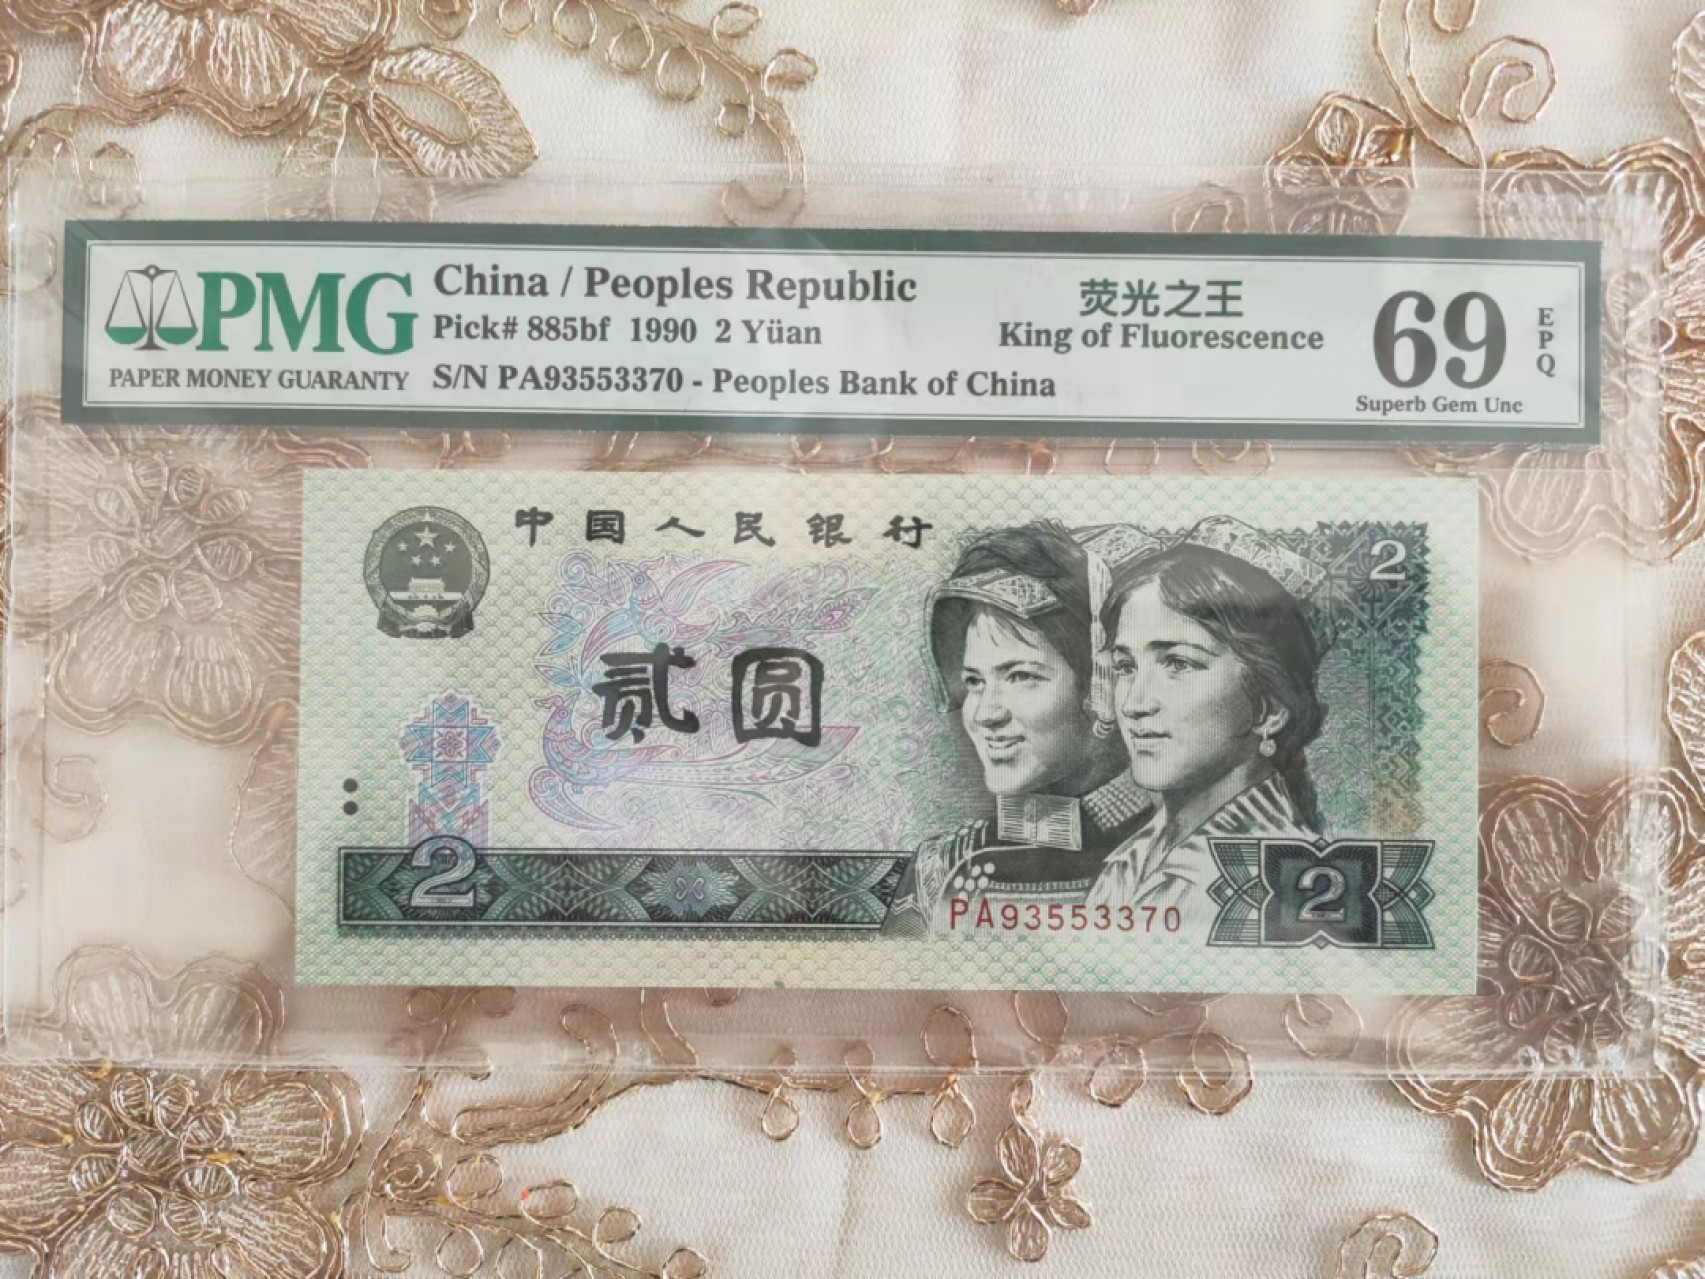 PMG
PAPER MONEY GUARANTY
China / Peoples Republic
Pick# 885bf 1990 2 Yüan
S/N PA93553370 - Peoples Bank of China
荧光之王
King of Fluorescence
69
EPQ
Superb Gem Unc
中国人民银行
2
贰圆
2
PA93553370
2